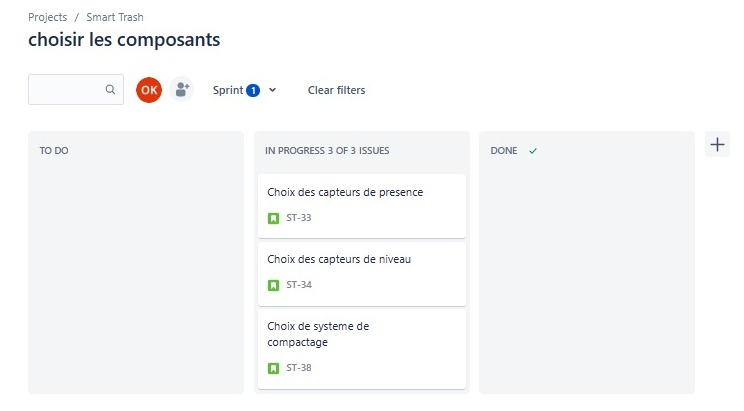 Projects / Smart Trash
choisir les composants
OK
Sprint 1
Clear filters
TO DO
IN PROGRESS 3 OF 3 ISSUES
DONE
Choix des capteurs de presence
ST-33
Choix des capteurs de niveau
ST-34
Choix de systeme de
compactage
ST-38